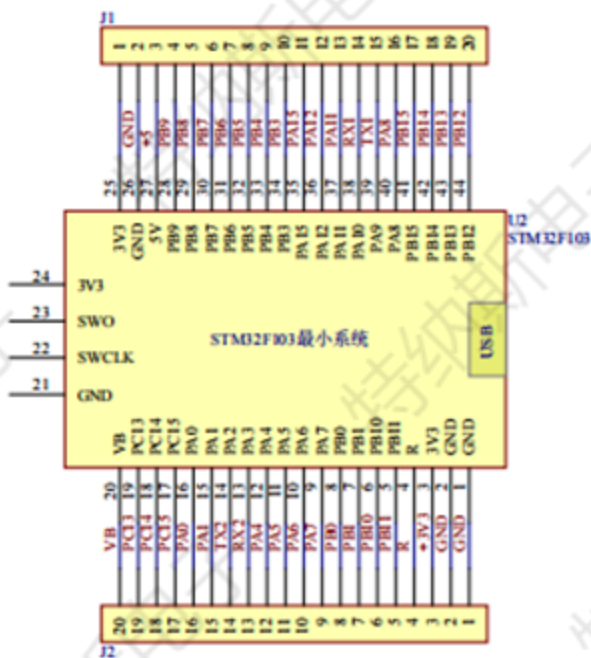 J1
1 2 3 4 5 6 7 8 9 10 11 12 13 14 15 16 17 18 19 20
GND +5 PB9 PB8 PB7 PB6 PB5 PB4 PB3 PA15 PA12 PA11 RX1 TX1 PA8 PB15 PB14 PB13 PB12
25 26 27 28 29 30 31 32 33 34 35 36 37 38 39 40 41 42 43 44
U2
STM32F103
3V3 GND 5V PB9 PB8 PB7 PB6 PB5 PB4 PB3 PA15 PA12 PA11 PA10 PA9 PA8 PB15 PB14 PB13 PB12
24 3V3
23 SWO
22 SWCLK
21 GND
STM32F103最小系统
USB
VB PC13 PC14 PC15 PA0 PA1 PA2 PA3 PA4 PA5 PA6 PA7 PB0 PB1 PB10 PB11 R 3V3 GND GND
20 19 18 17 16 15 14 13 12 11 10 9 8 7 6 5 4 3 2 1
VB PC13 PC14 PC15 PA0 PA1 TX2 RX2 PA4 PA5 PA6 PA7 PB0 PB1 PB10 PB11 R +3V3 GND GND
20 19 18 17 16 15 14 13 12 11 10 9 8 7 6 5 4 3 2 1
J2
特纳斯电子